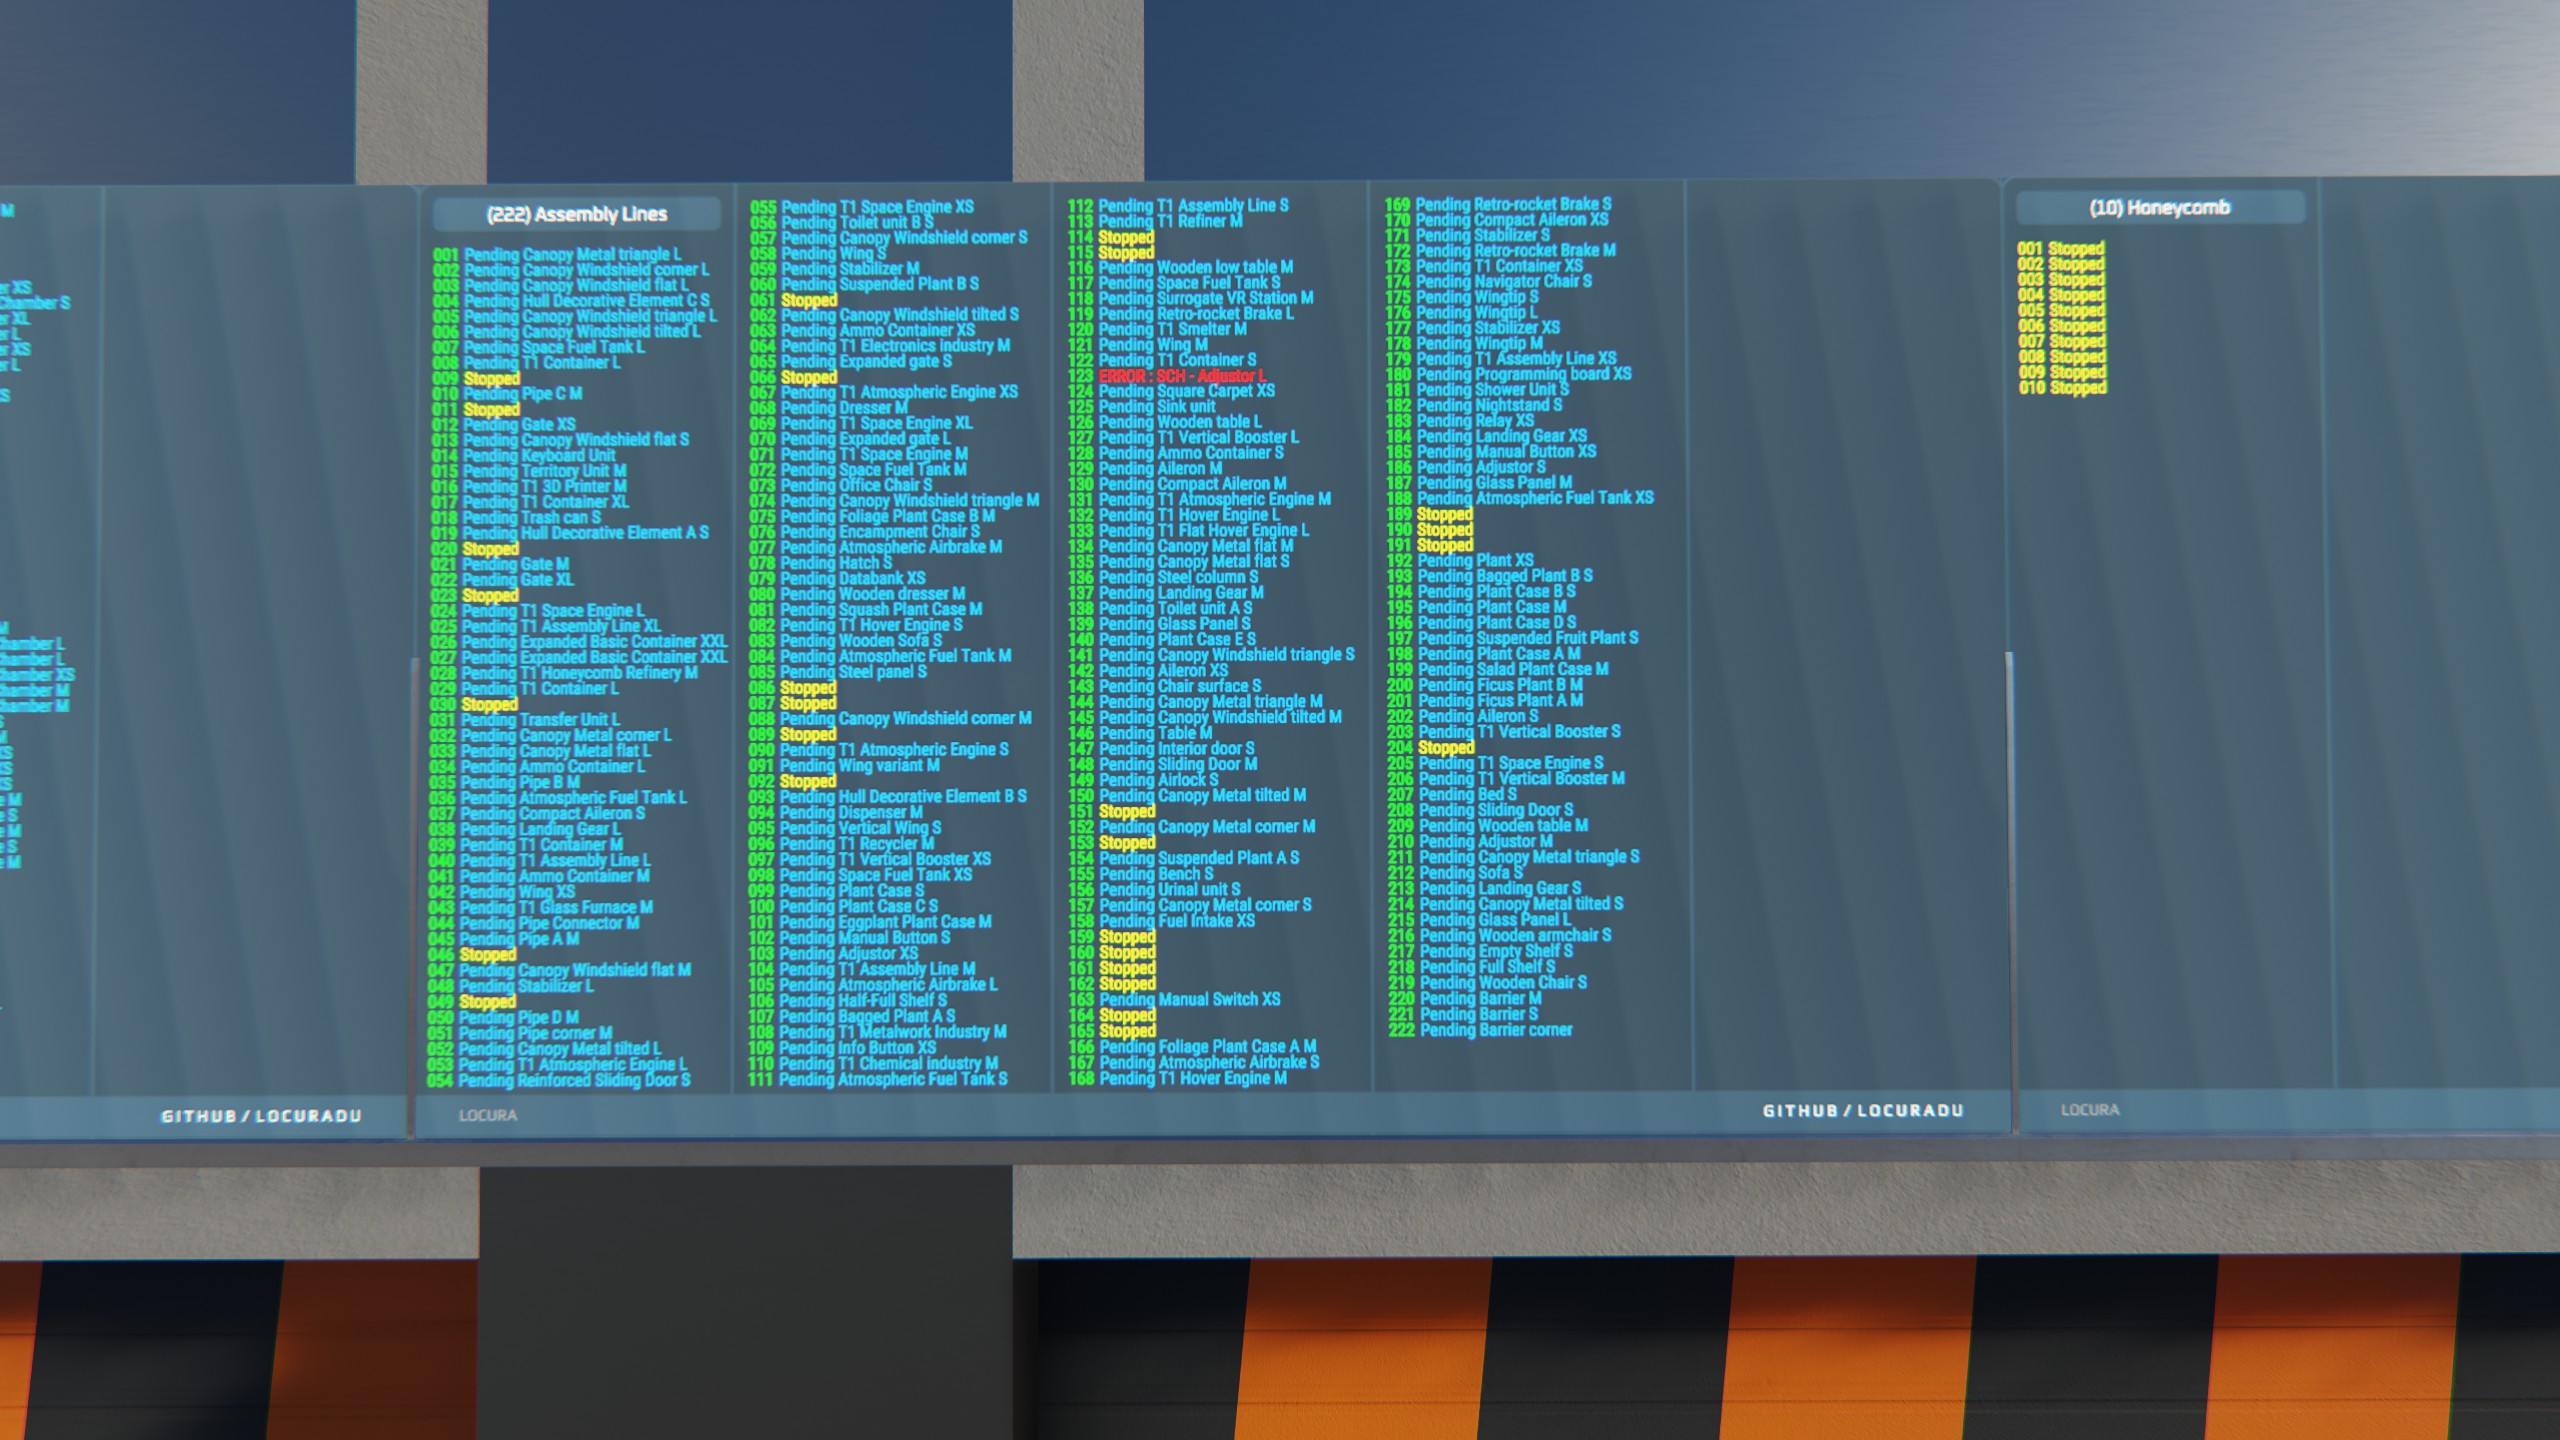 M
er XS
Chamber S
er XL
er L
er XS
er L
S
M
hamber L
hamber L
hamber XS
hamber M
hamber M
S
M
XS
XS
XS
e M
e S
e M
e S
e M
GITHUB / LOCURADU
(222) Assembly Lines
001 Pending Canopy Metal triangle L
002 Pending Canopy Windshield corner L
003 Pending Canopy Windshield flat L
004 Pending Hull Decorative Element C S
005 Pending Canopy Windshield triangle L
006 Pending Canopy Windshield tilted L
007 Pending Space Fuel Tank L
008 Pending T1 Container L
009 Stopped
010 Pending Pipe C M
011 Stopped
012 Pending Gate XS
013 Pending Canopy Windshield flat S
014 Pending Keyboard Unit
015 Pending Territory Unit M
016 Pending T1 3D Printer M
017 Pending T1 Container XL
018 Pending Trash can S
019 Pending Hull Decorative Element A S
020 Stopped
021 Pending Gate M
022 Pending Gate XL
023 Stopped
024 Pending T1 Space Engine L
025 Pending T1 Assembly Line XL
026 Pending Expanded Basic Container XXL
027 Pending Expanded Basic Container XXL
028 Pending T1 Honeycomb Refinery M
029 Pending T1 Container L
030 Stopped
031 Pending Transfer Unit L
032 Pending Canopy Metal corner L
033 Pending Canopy Metal flat L
034 Pending Ammo Container L
035 Pending Pipe B M
036 Pending Atmospheric Fuel Tank L
037 Pending Compact Aileron S
038 Pending Landing Gear L
039 Pending T1 Container M
040 Pending T1 Assembly Line L
041 Pending Ammo Container M
042 Pending Wing XS
043 Pending T1 Glass Furnace M
044 Pending Pipe Connector M
045 Pending Pipe A M
046 Stopped
047 Pending Canopy Windshield flat M
048 Pending Stabilizer L
049 Stopped
050 Pending Pipe D M
051 Pending Pipe corner M
052 Pending Canopy Metal tilted L
053 Pending T1 Atmospheric Engine L
054 Pending Reinforced Sliding Door S
055 Pending T1 Space Engine XS
056 Pending Toilet unit B S
057 Pending Canopy Windshield corner S
058 Pending Wing S
059 Pending Stabilizer M
060 Pending Suspended Plant B S
061 Stopped
062 Pending Canopy Windshield tilted S
063 Pending Ammo Container XS
064 Pending T1 Electronics industry M
065 Pending Expanded gate S
066 Stopped
067 Pending T1 Atmospheric Engine XS
068 Pending Dresser M
069 Pending T1 Space Engine XL
070 Pending Expanded gate L
071 Pending T1 Space Engine M
072 Pending Space Fuel Tank M
073 Pending Office Chair S
074 Pending Canopy Windshield triangle M
075 Pending Foliage Plant Case B M
076 Pending Encampment Chair S
077 Pending Atmospheric Airbrake M
078 Pending Hatch S
079 Pending Databank XS
080 Pending Wooden dresser M
081 Pending Squash Plant Case M
082 Pending T1 Hover Engine S
083 Pending Wooden Sofa S
084 Pending Atmospheric Fuel Tank M
085 Pending Steel panel S
086 Stopped
087 Stopped
088 Pending Canopy Windshield corner M
089 Stopped
090 Pending T1 Atmospheric Engine S
091 Pending Wing variant M
092 Stopped
093 Pending Hull Decorative Element B S
094 Pending Dispenser M
095 Pending Vertical Wing S
096 Pending T1 Recycler M
097 Pending T1 Vertical Booster XS
098 Pending Space Fuel Tank XS
099 Pending Plant Case S
100 Pending Plant Case C S
101 Pending Eggplant Plant Case M
102 Pending Manual Button S
103 Pending Adjustor XS
104 Pending T1 Assembly Line M
105 Pending Atmospheric Airbrake L
106 Pending Half-Full Shelf S
107 Pending Bagged Plant A S
108 Pending T1 Metalwork Industry M
109 Pending Info Button XS
110 Pending T1 Chemical industry M
111 Pending Atmospheric Fuel Tank S
112 Pending T1 Assembly Line S
113 Pending T1 Refiner M
114 Stopped
115 Stopped
116 Pending Wooden low table M
117 Pending Space Fuel Tank S
118 Pending Surrogate VR Station M
119 Pending Retro-rocket Brake L
120 Pending T1 Smelter M
121 Pending Wing M
122 Pending T1 Container S
123 ERROR : SCH - Adjustor L
124 Pending Square Carpet XS
125 Pending Sink unit
126 Pending Wooden table L
127 Pending T1 Vertical Booster L
128 Pending Ammo Container S
129 Pending Aileron M
130 Pending Compact Aileron M
131 Pending T1 Atmospheric Engine M
132 Pending T1 Hover Engine L
133 Pending T1 Flat Hover Engine L
134 Pending Canopy Metal flat M
135 Pending Canopy Metal flat S
136 Pending Steel column S
137 Pending Landing Gear M
138 Pending Toilet unit A S
139 Pending Glass Panel S
140 Pending Plant Case E S
141 Pending Canopy Windshield triangle S
142 Pending Aileron XS
143 Pending Chair surface S
144 Pending Canopy Metal triangle M
145 Pending Canopy Windshield tilted M
146 Pending Table M
147 Pending Interior door S
148 Pending Sliding Door M
149 Pending Airlock S
150 Pending Canopy Metal tilted M
151 Stopped
152 Pending Canopy Metal corner M
153 Stopped
154 Pending Suspended Plant A S
155 Pending Bench S
156 Pending Urinal unit S
157 Pending Canopy Metal corner S
158 Pending Fuel Intake XS
159 Stopped
160 Stopped
161 Stopped
162 Stopped
163 Pending Manual Switch XS
164 Stopped
165 Stopped
166 Pending Foliage Plant Case A M
167 Pending Atmospheric Airbrake S
168 Pending T1 Hover Engine M
169 Pending Retro-rocket Brake S
170 Pending Compact Aileron XS
171 Pending Stabilizer S
172 Pending Retro-rocket Brake M
173 Pending T1 Container XS
174 Pending Navigator Chair S
175 Pending Wingtip S
176 Pending Wingtip L
177 Pending Stabilizer XS
178 Pending Wingtip M
179 Pending T1 Assembly Line XS
180 Pending Programming board XS
181 Pending Shower Unit S
182 Pending Nightstand S
183 Pending Relay XS
184 Pending Landing Gear XS
185 Pending Manual Button XS
186 Pending Adjustor S
187 Pending Glass Panel M
188 Pending Atmospheric Fuel Tank XS
189 Stopped
190 Stopped
191 Stopped
192 Pending Plant XS
193 Pending Bagged Plant B S
194 Pending Plant Case B S
195 Pending Plant Case M
196 Pending Plant Case D S
197 Pending Suspended Fruit Plant S
198 Pending Plant Case A M
199 Pending Salad Plant Case M
200 Pending Ficus Plant B M
201 Pending Ficus Plant A M
202 Pending Aileron S
203 Pending T1 Vertical Booster S
204 Stopped
205 Pending T1 Space Engine S
206 Pending T1 Vertical Booster M
207 Pending Bed S
208 Pending Sliding Door S
209 Pending Wooden table M
210 Pending Adjustor M
211 Pending Canopy Metal triangle S
212 Pending Sofa S
213 Pending Landing Gear S
214 Pending Canopy Metal tilted S
215 Pending Glass Panel L
216 Pending Wooden armchair S
217 Pending Empty Shelf S
218 Pending Full Shelf S
219 Pending Wooden Chair S
220 Pending Barrier M
221 Pending Barrier S
222 Pending Barrier corner
LOCURA
GITHUB / LOCURADU
(10) Honeycomb
001 Stopped
002 Stopped
003 Stopped
004 Stopped
005 Stopped
006 Stopped
007 Stopped
008 Stopped
009 Stopped
010 Stopped
LOCURA